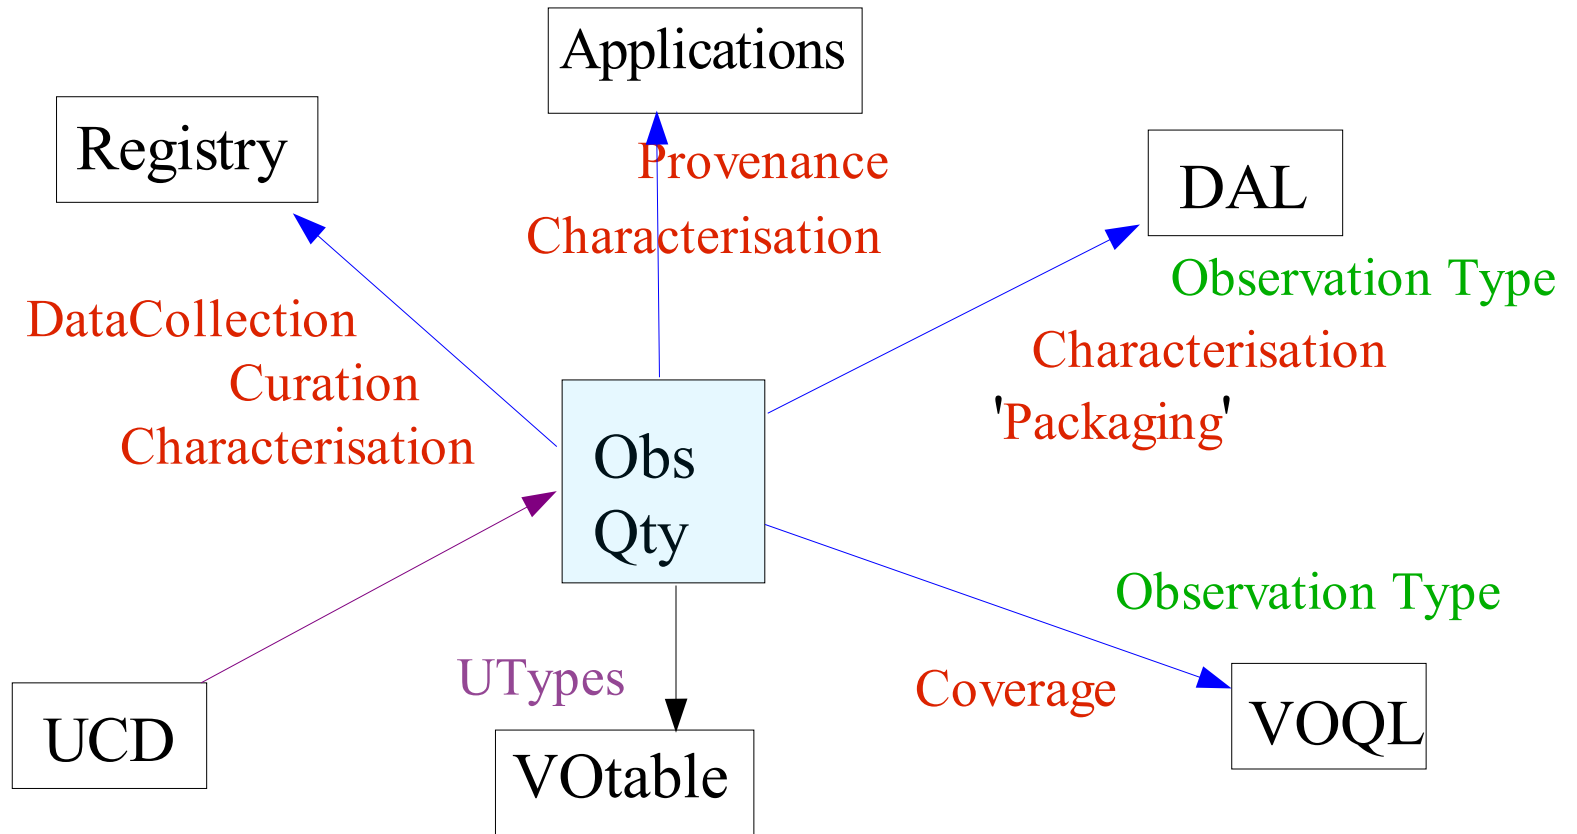 Applications
Registry
Provenance
DAL
Characterisation
Observation Type
DataCollection
Characterisation
Curation
'Packaging'
Characterisation
Obs
Qty
Observation Type
UTypes
Coverage
UCD
VOtable
VOQL